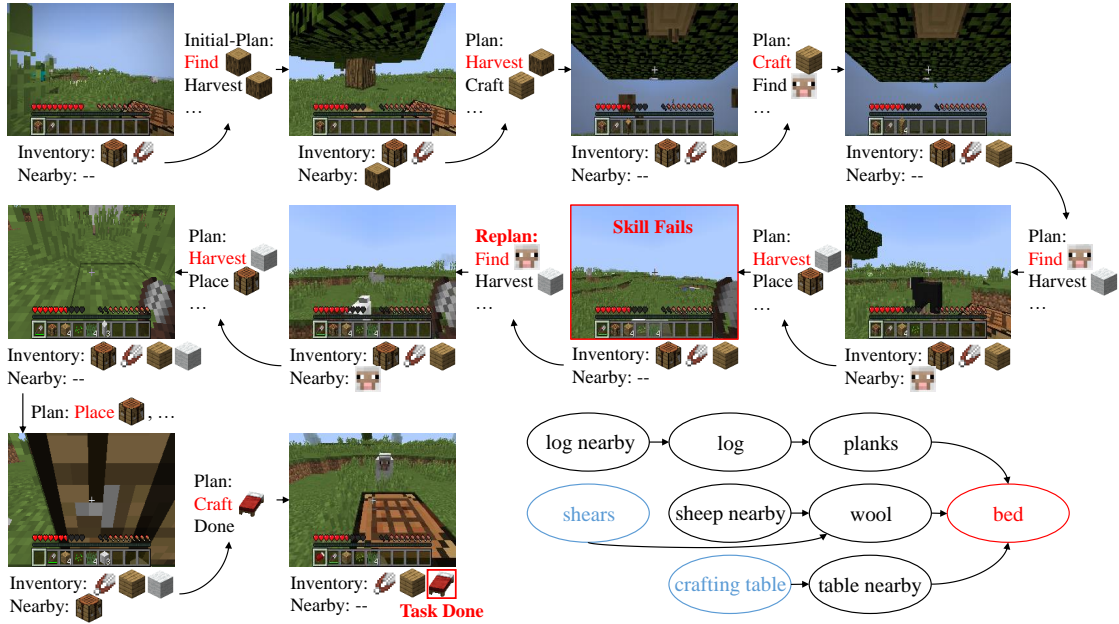 Initial-Plan:
Find
Harvest
…
Plan:
Harvest
Craft
…
Plan:
Craft
Find
…
Inventory:
Nearby: --
Inventory:
Nearby:
Inventory:
Nearby: --
Inventory:
Nearby: --
Plan:
Find
Harvest
…
Plan:
Harvest
Place
…
Skill Fails
Replan:
Find
Harvest
…
Plan:
Harvest
Place
…
Inventory:
Nearby: --
Inventory:
Nearby:
Inventory:
Nearby: --
Inventory:
Nearby:
Plan: Place , …
Plan:
Craft
Done
Inventory:
Nearby:
Inventory:
Nearby: --
Task Done
log nearby
log
planks
shears
sheep nearby
wool
bed
crafting table
table nearby